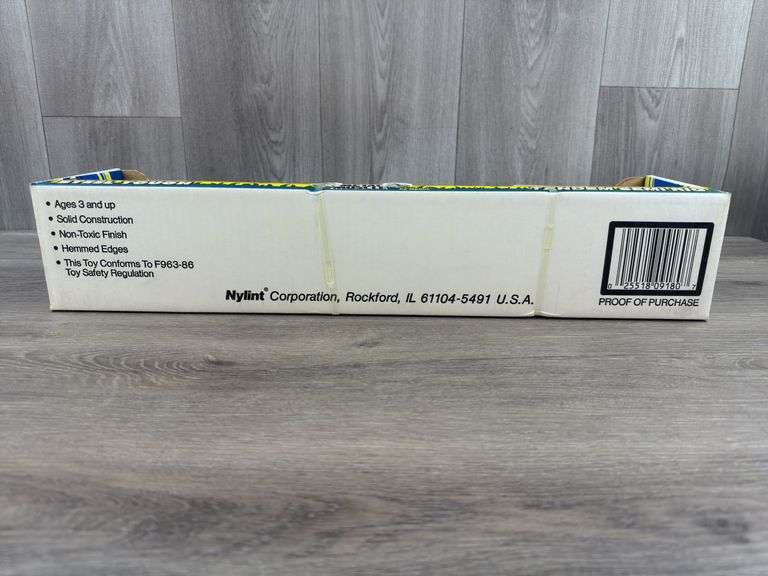 • Ages 3 and up
• Solid Construction
• Non-Toxic Finish
• Hemmed Edges
• This Toy Conforms To F963-86
Toy Safety Regulation
Nylint® Corporation, Rockford, IL 61104-5491 U.S.A.
0 25518 09180 7
PROOF OF PURCHASE